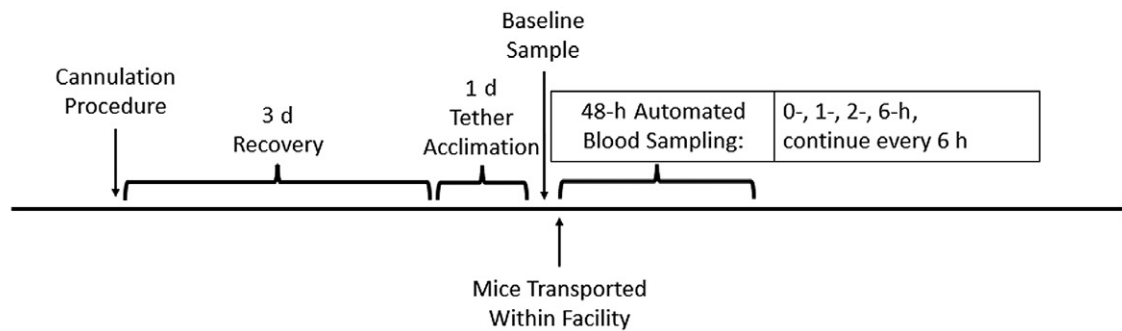 Cannulation
Procedure
3 d
Recovery
1 d
Tether
Acclimation
Baseline
Sample
48-h Automated
Blood Sampling:
0-, 1-, 2-, 6-h,
continue every 6 h
Mice Transported
Within Facility